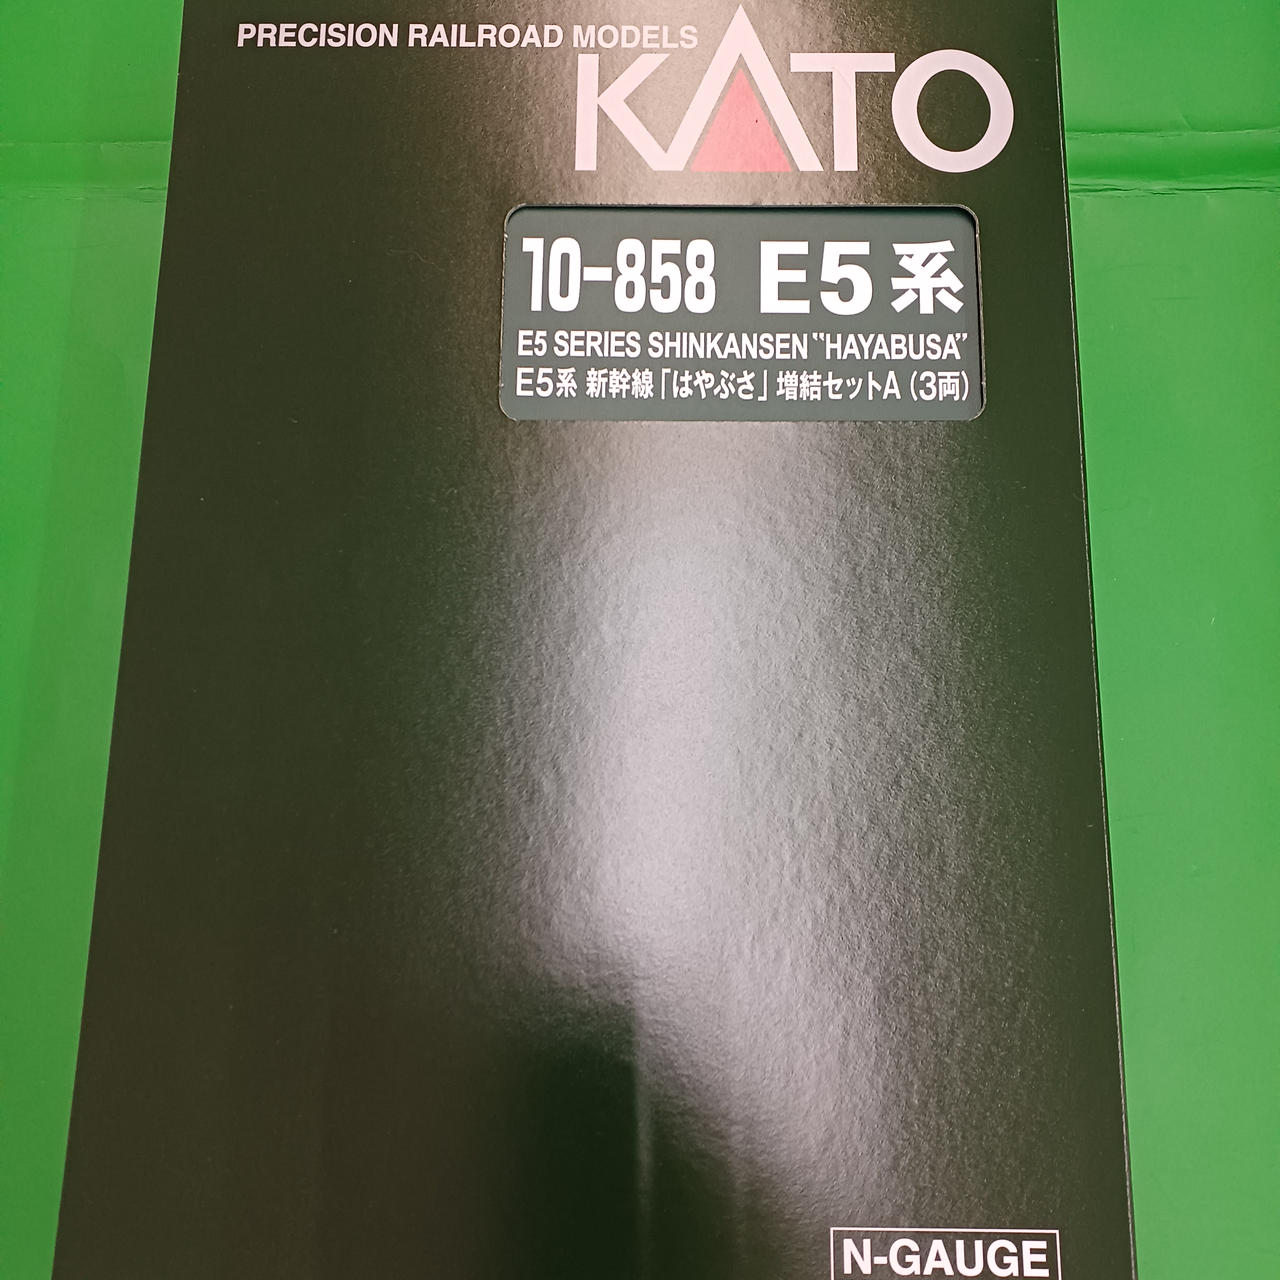 PRECISION RAILROAD MODELS
KATO
10-858 E5系
E5 SERIES SHINKANSEN "HAYABUSA"
E5系 新幹線「はやぶさ」増結セットA(3両)
N-GAUGE